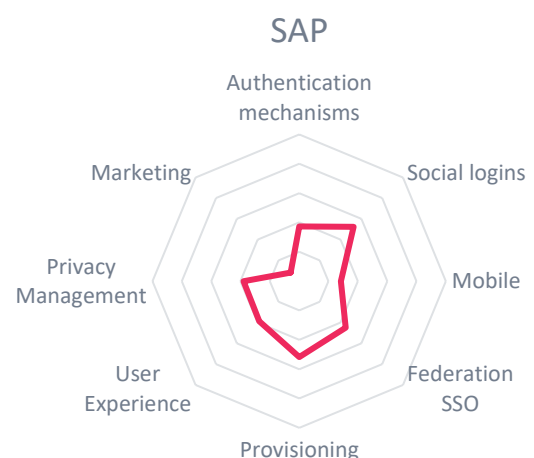 SAP
Authentication
mechanisms
Marketing
Social logins
Privacy
Management
Mobile
User
Experience
Federation
SSO
Provisioning